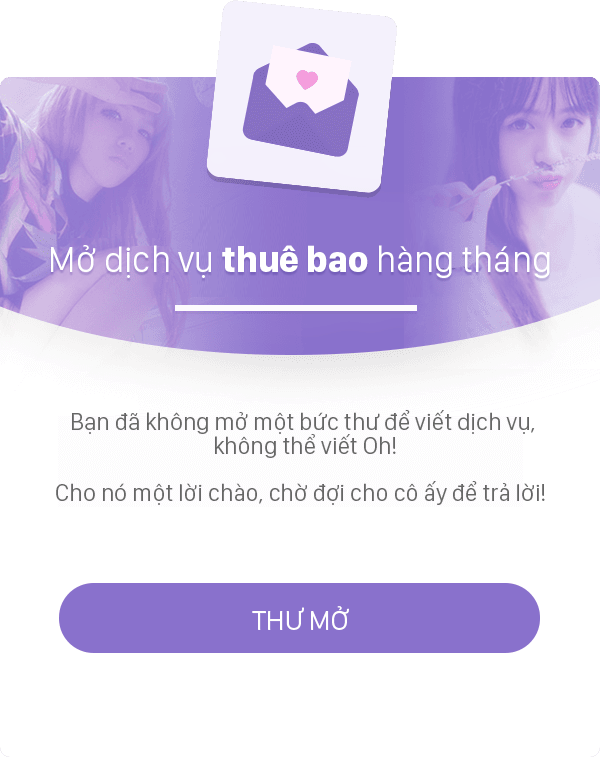 Mở dịch vụ thuê bao hàng tháng
Bạn đã không mở một bức thư để viết dịch vụ,
không thể viết Oh!
Cho nó một lời chào, chờ đợi cho cô ấy để trả lời!
THƯ MỞ